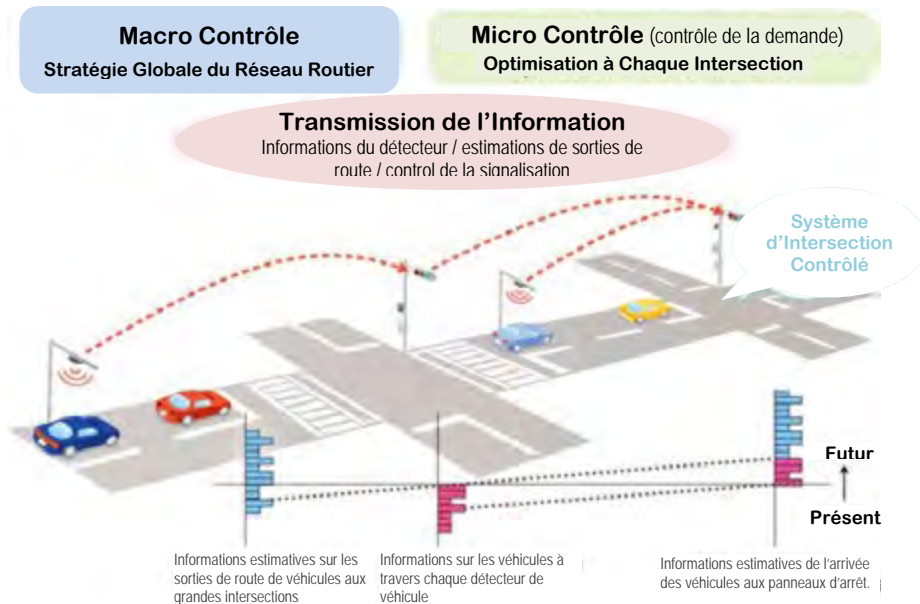 Macro Contrôle
Stratégie Globale du Réseau Routier
Micro Contrôle (contrôle de la demande)
Optimisation à Chaque Intersection
Transmission de l'Information
Informations du détecteur / estimations de sorties de
route / control de la signalisation
Système
d'Intersection
Contrôlé
Futur
Présent
Informations estimatives sur les
sorties de route de véhicules aux
grandes intersections
Informations sur les véhicules à
travers chaque détecteur de
véhicule
Informations estimatives de l'arrivée
des véhicules aux panneaux d'arrêt.